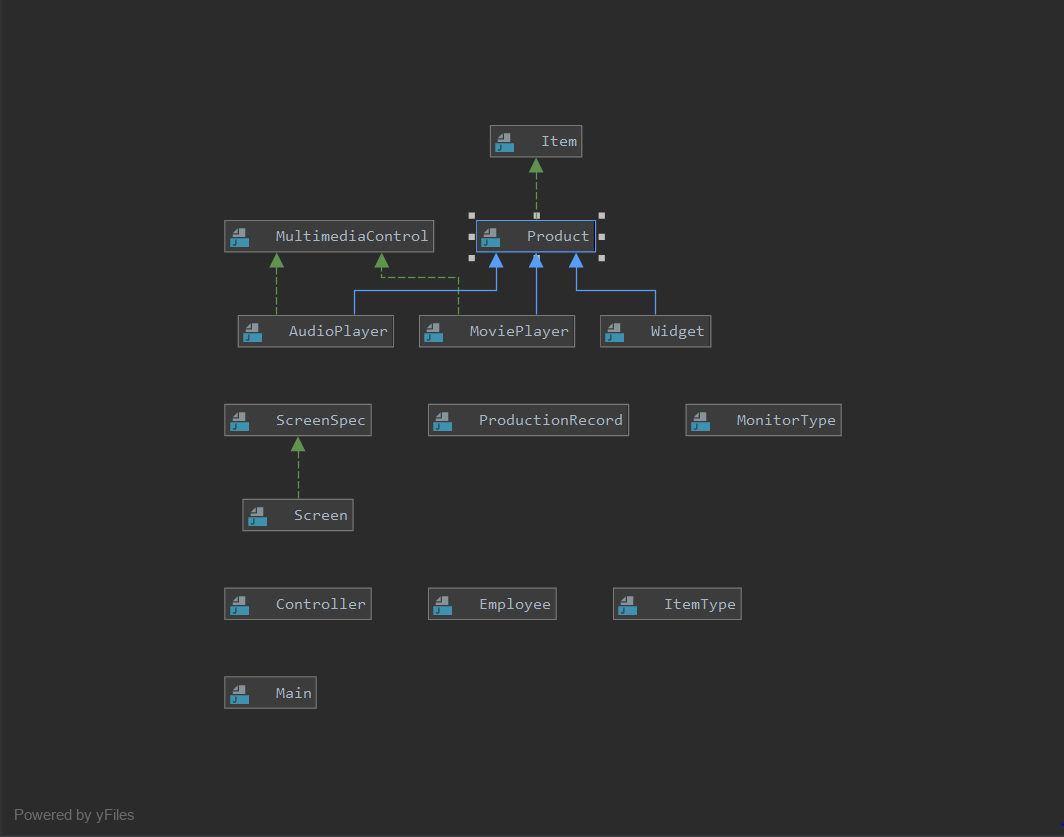 Item
MultimediaControl
Product
AudioPlayer
MoviePlayer
Widget
ScreenSpec
ProductionRecord
MonitorType
Screen
Controller
Employee
ItemType
Main
Powered by yFiles